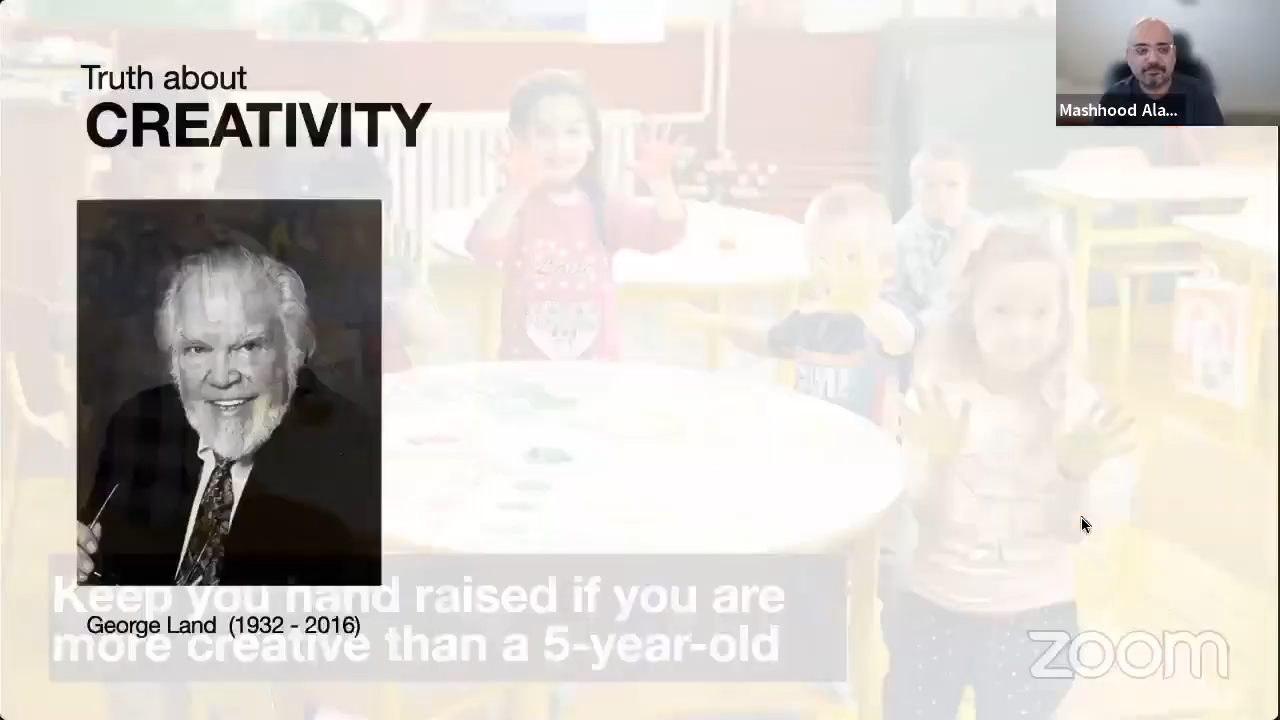 Truth about
CREATIVITY
Mashhood Ala...
Keep you hand raised if you are
George Land (1932 - 2016)
more creative than a 5-year-old
zoom